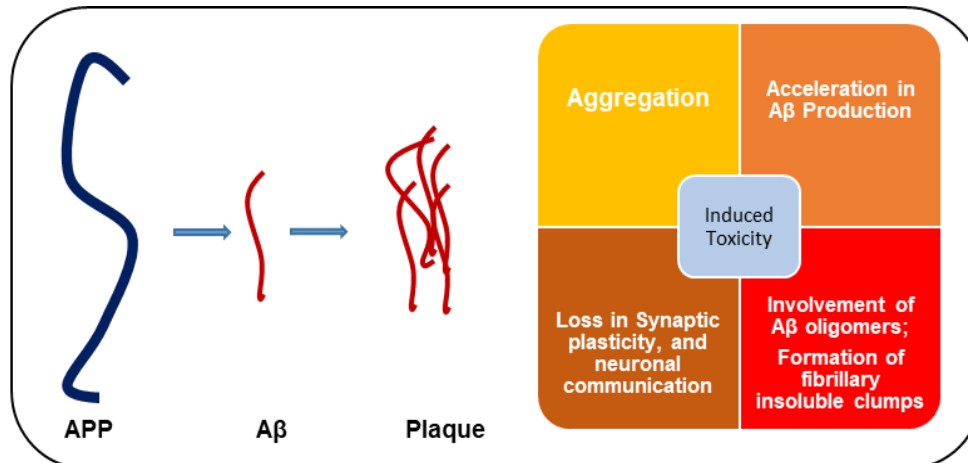 APP
Aβ
Plaque
Aggregation
Acceleration in
Aβ Production
Induced
Toxicity
Loss in Synaptic
plasticity, and
neuronal
communication
Involvement of
Aβ oligomers;
Formation of
fibrillary
insoluble clumps